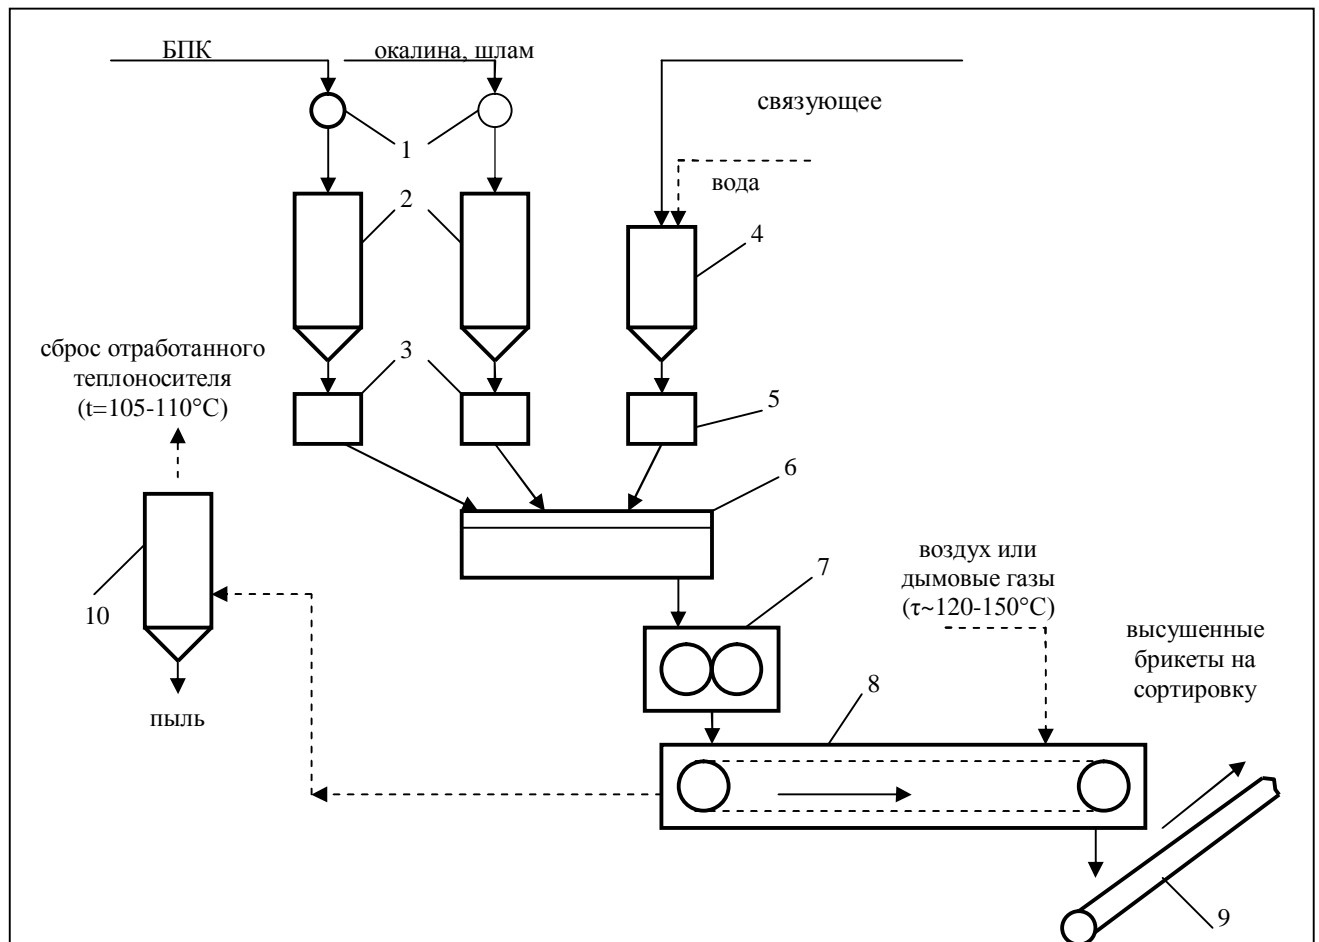 БПК
окалина, шлам
связующее
1
вода
2
4
сброс отработанного
теплоносителя
(t=105-110°C)
3
5
6
воздух или
дымовые газы
(τ~120-150°C)
7
10
высушенные
брикеты на
сортировку
8
пыль
9